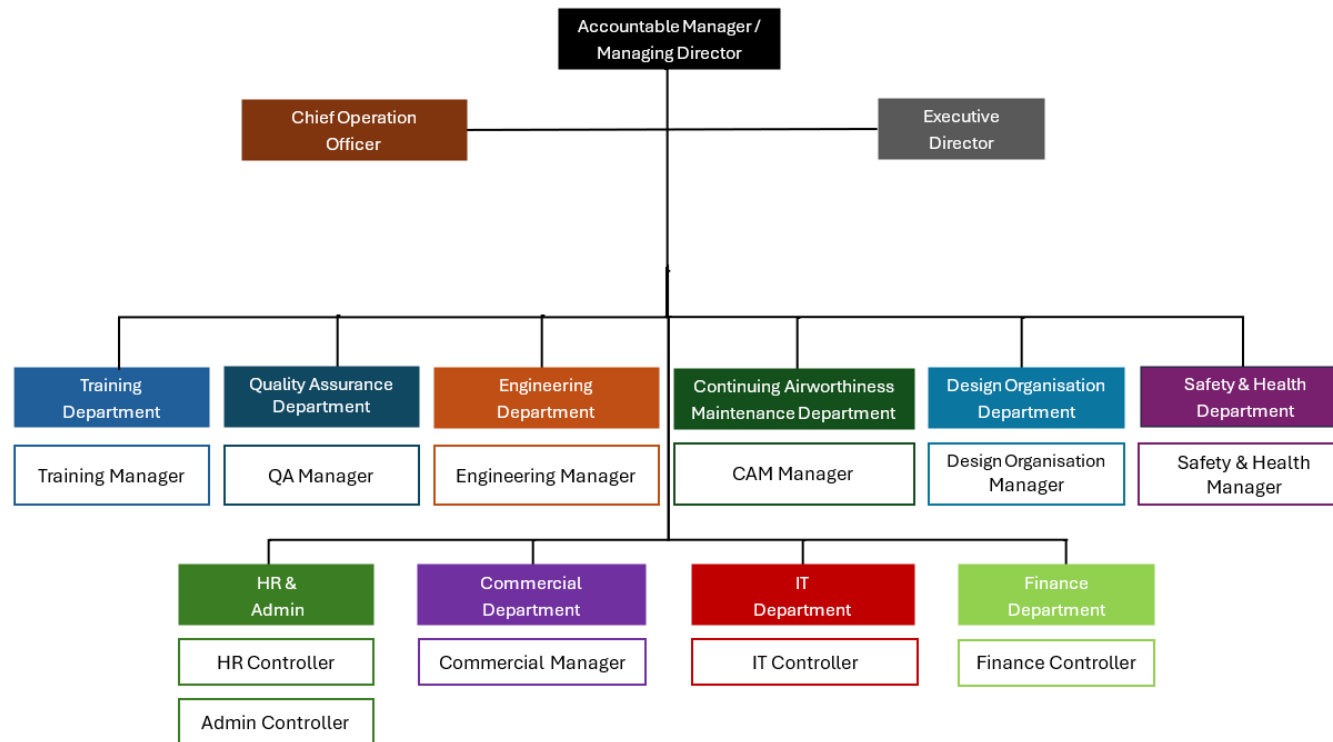 Accountable Manager /
Managing Director
Chief Operation
Officer
Executive
Director
Training
Department
Quality Assurance
Department
Engineering
Department
Continuing Airworthiness
Maintenance Department
Design Organisation
Department
Safety & Health
Department
Training Manager
QA Manager
Engineering Manager
CAM Manager
Design Organisation
Manager
Safety & Health
Manager
HR &
Admin
Commercial
Department
IT
Department
Finance
Department
HR Controller
Commercial Manager
IT Controller
Finance Controller
Admin Controller